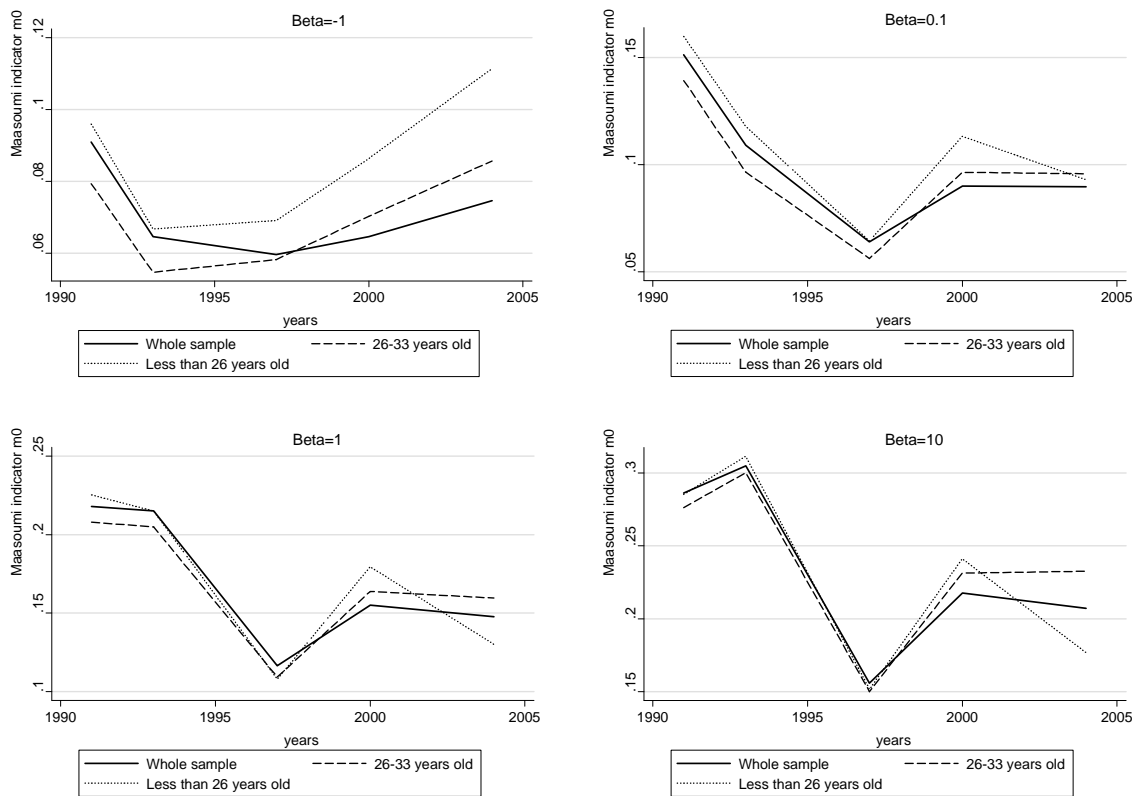 Beta=-1
Maasoumi indicator m0
.12
.1
.08
.06
1990 1995 2000 2005
years
Whole sample 26-33 years old
Less than 26 years old
Beta=0.1
Maasoumi indicator m0
.15
.1
.05
1990 1995 2000 2005
years
Whole sample 26-33 years old
Less than 26 years old
Beta=1
Maasoumi indicator m0
.25
.2
.15
.1
1990 1995 2000 2005
years
Whole sample 26-33 years old
Less than 26 years old
Beta=10
Maasoumi indicator m0
.3
.25
.2
.15
1990 1995 2000 2005
years
Whole sample 26-33 years old
Less than 26 years old